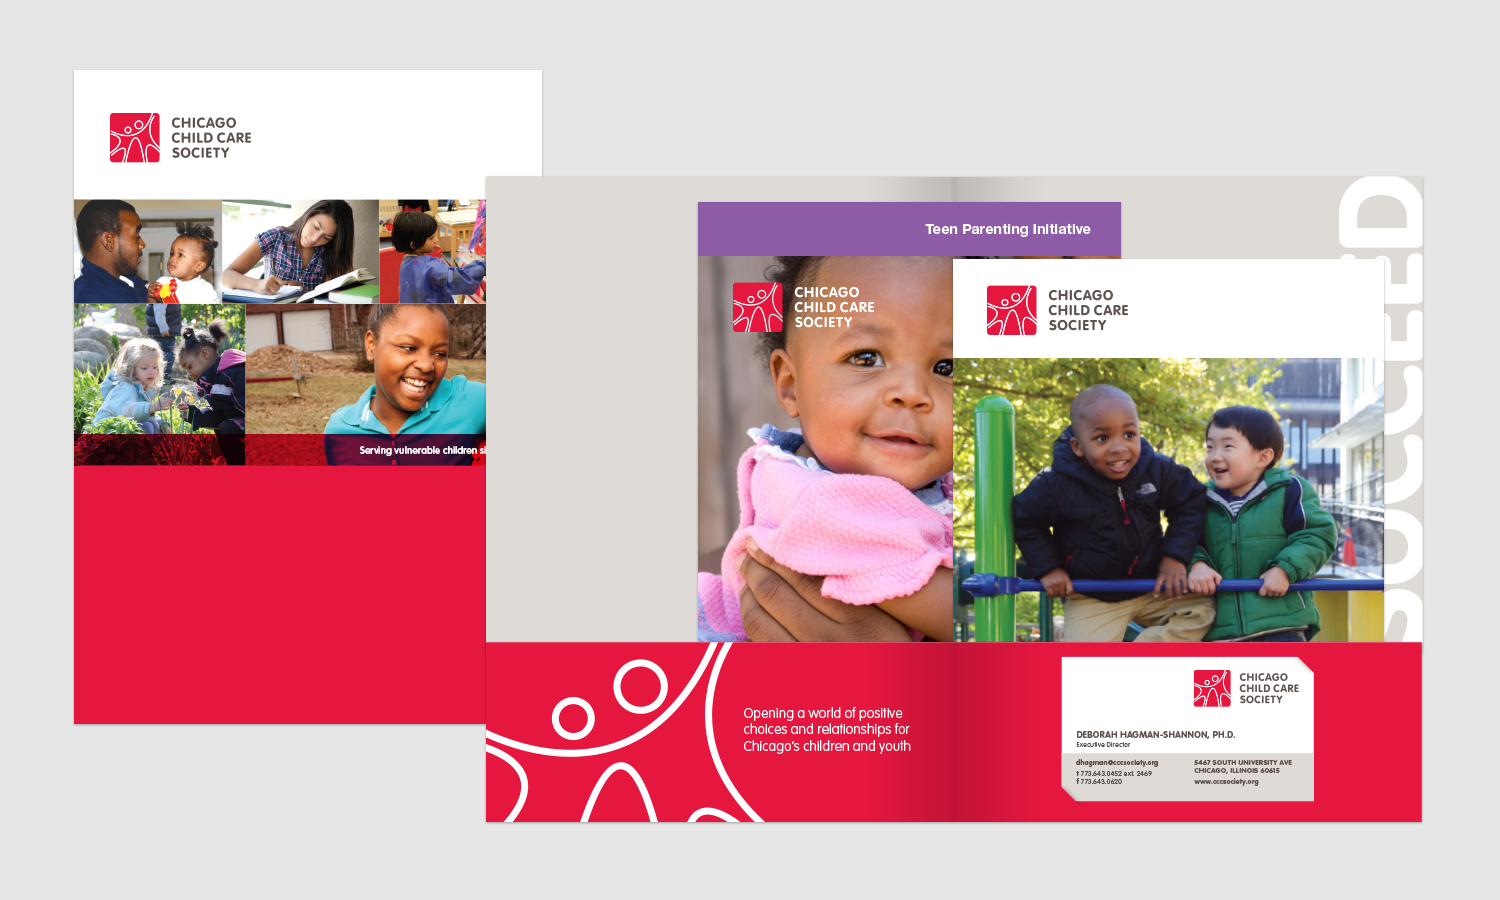 CHICAGO
CHILD CARE
SOCIETY
Serving vulnerable children
SUCCEED
Teen Parenting Initiative
CHICAGO
CHILD CARE
SOCIETY
CHICAGO
CHILD CARE
SOCIETY
Opening a world of positive
choices and relationships for
Chicago's children and youth
CHICAGO
CHILD CARE
SOCIETY
DEBORAH HAGMAN-SHANNON, PH.D.
Executive Director
dhagman@cccsociety.org
t 773.643.0452 ext 2469
f 773.643.0620
5467 SOUTH UNIVERSITY AVE
CHICAGO, ILLINOIS 60615
www.cccsociety.org